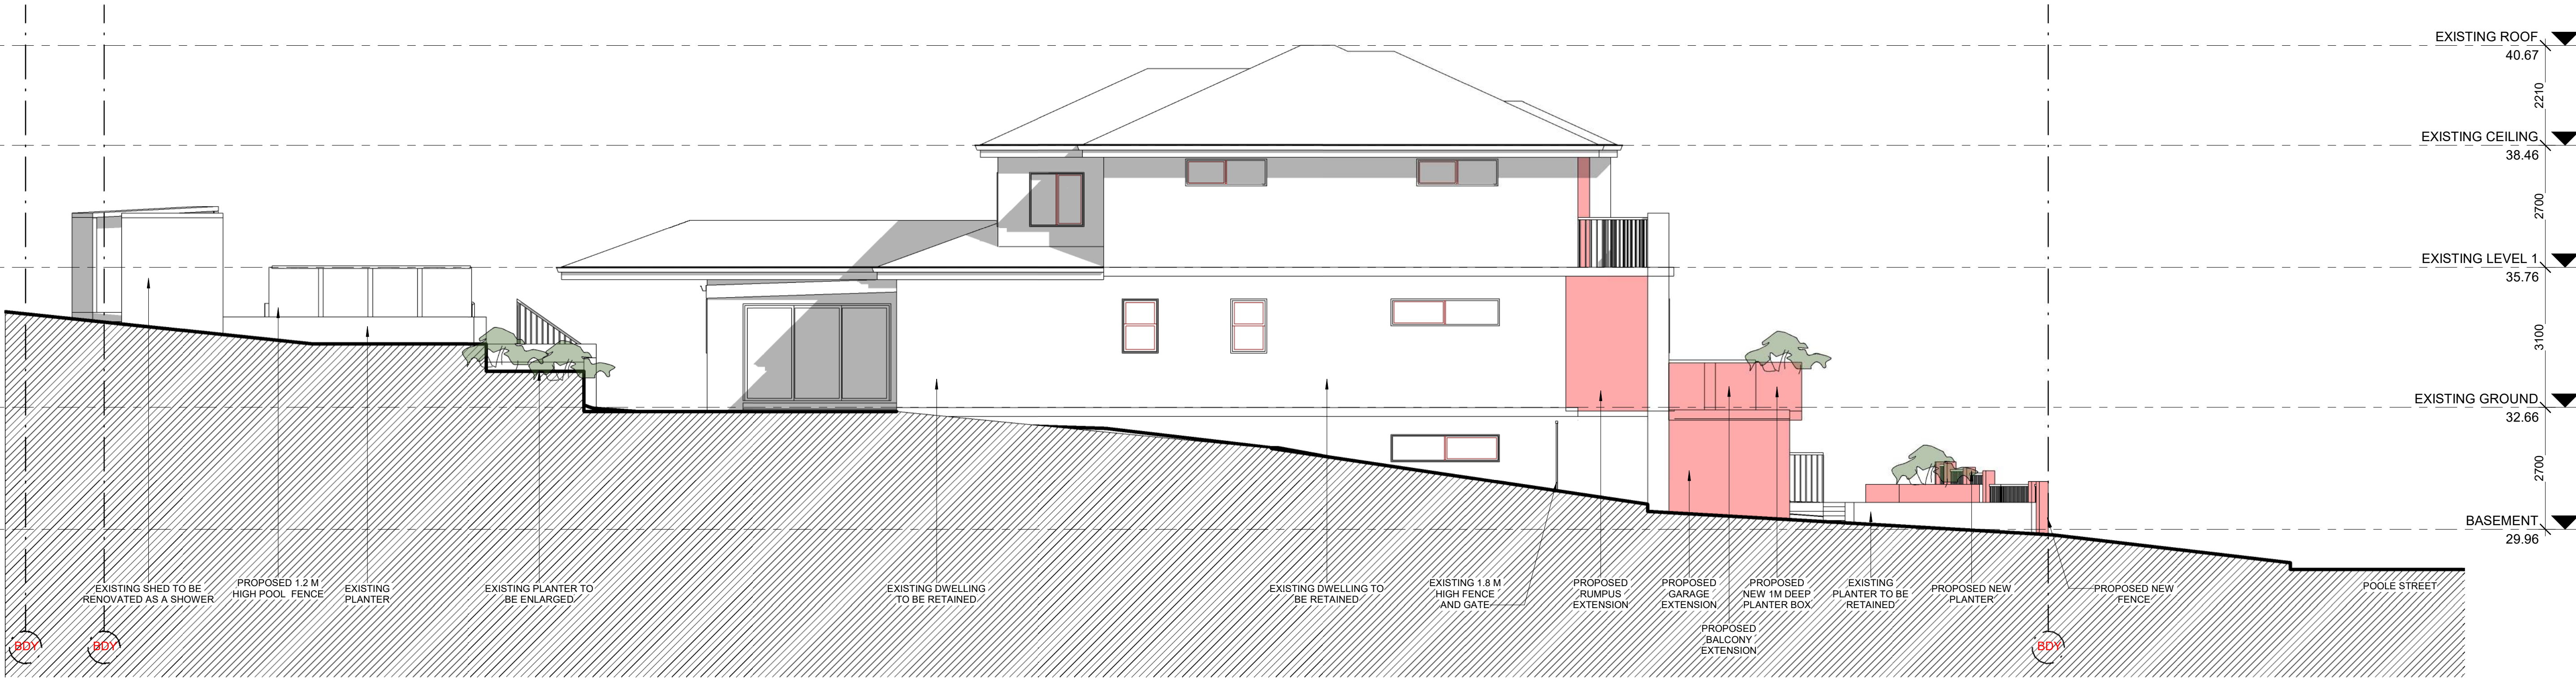 EXISTING ROOF
40.67
2210
EXISTING CEILING
38.46
2700
EXISTING LEVEL 1
35.76
3100
EXISTING GROUND
32.66
2700
BASEMENT
29.96
EXISTING SHED TO BE
RENOVATED AS A SHOWER
PROPOSED 1.2 M
HIGH POOL FENCE
EXISTING
PLANTER
EXISTING PLANTER TO
BE ENLARGED
EXISTING DWELLING
TO BE RETAINED
EXISTING DWELLING TO
BE RETAINED
EXISTING 1.8 M
HIGH FENCE
AND GATE
PROPOSED
RUMPUS
EXTENSION
PROPOSED
GARAGE
EXTENSION
PROPOSED
BALCONY
EXTENSION
PROPOSED
NEW 1M DEEP
PLANTER BOX
EXISTING
PLANTER TO BE
RETAINED
PROPOSED NEW
PLANTER
PROPOSED NEW
FENCE
POOLE STREET
BDY
BDY
BDY